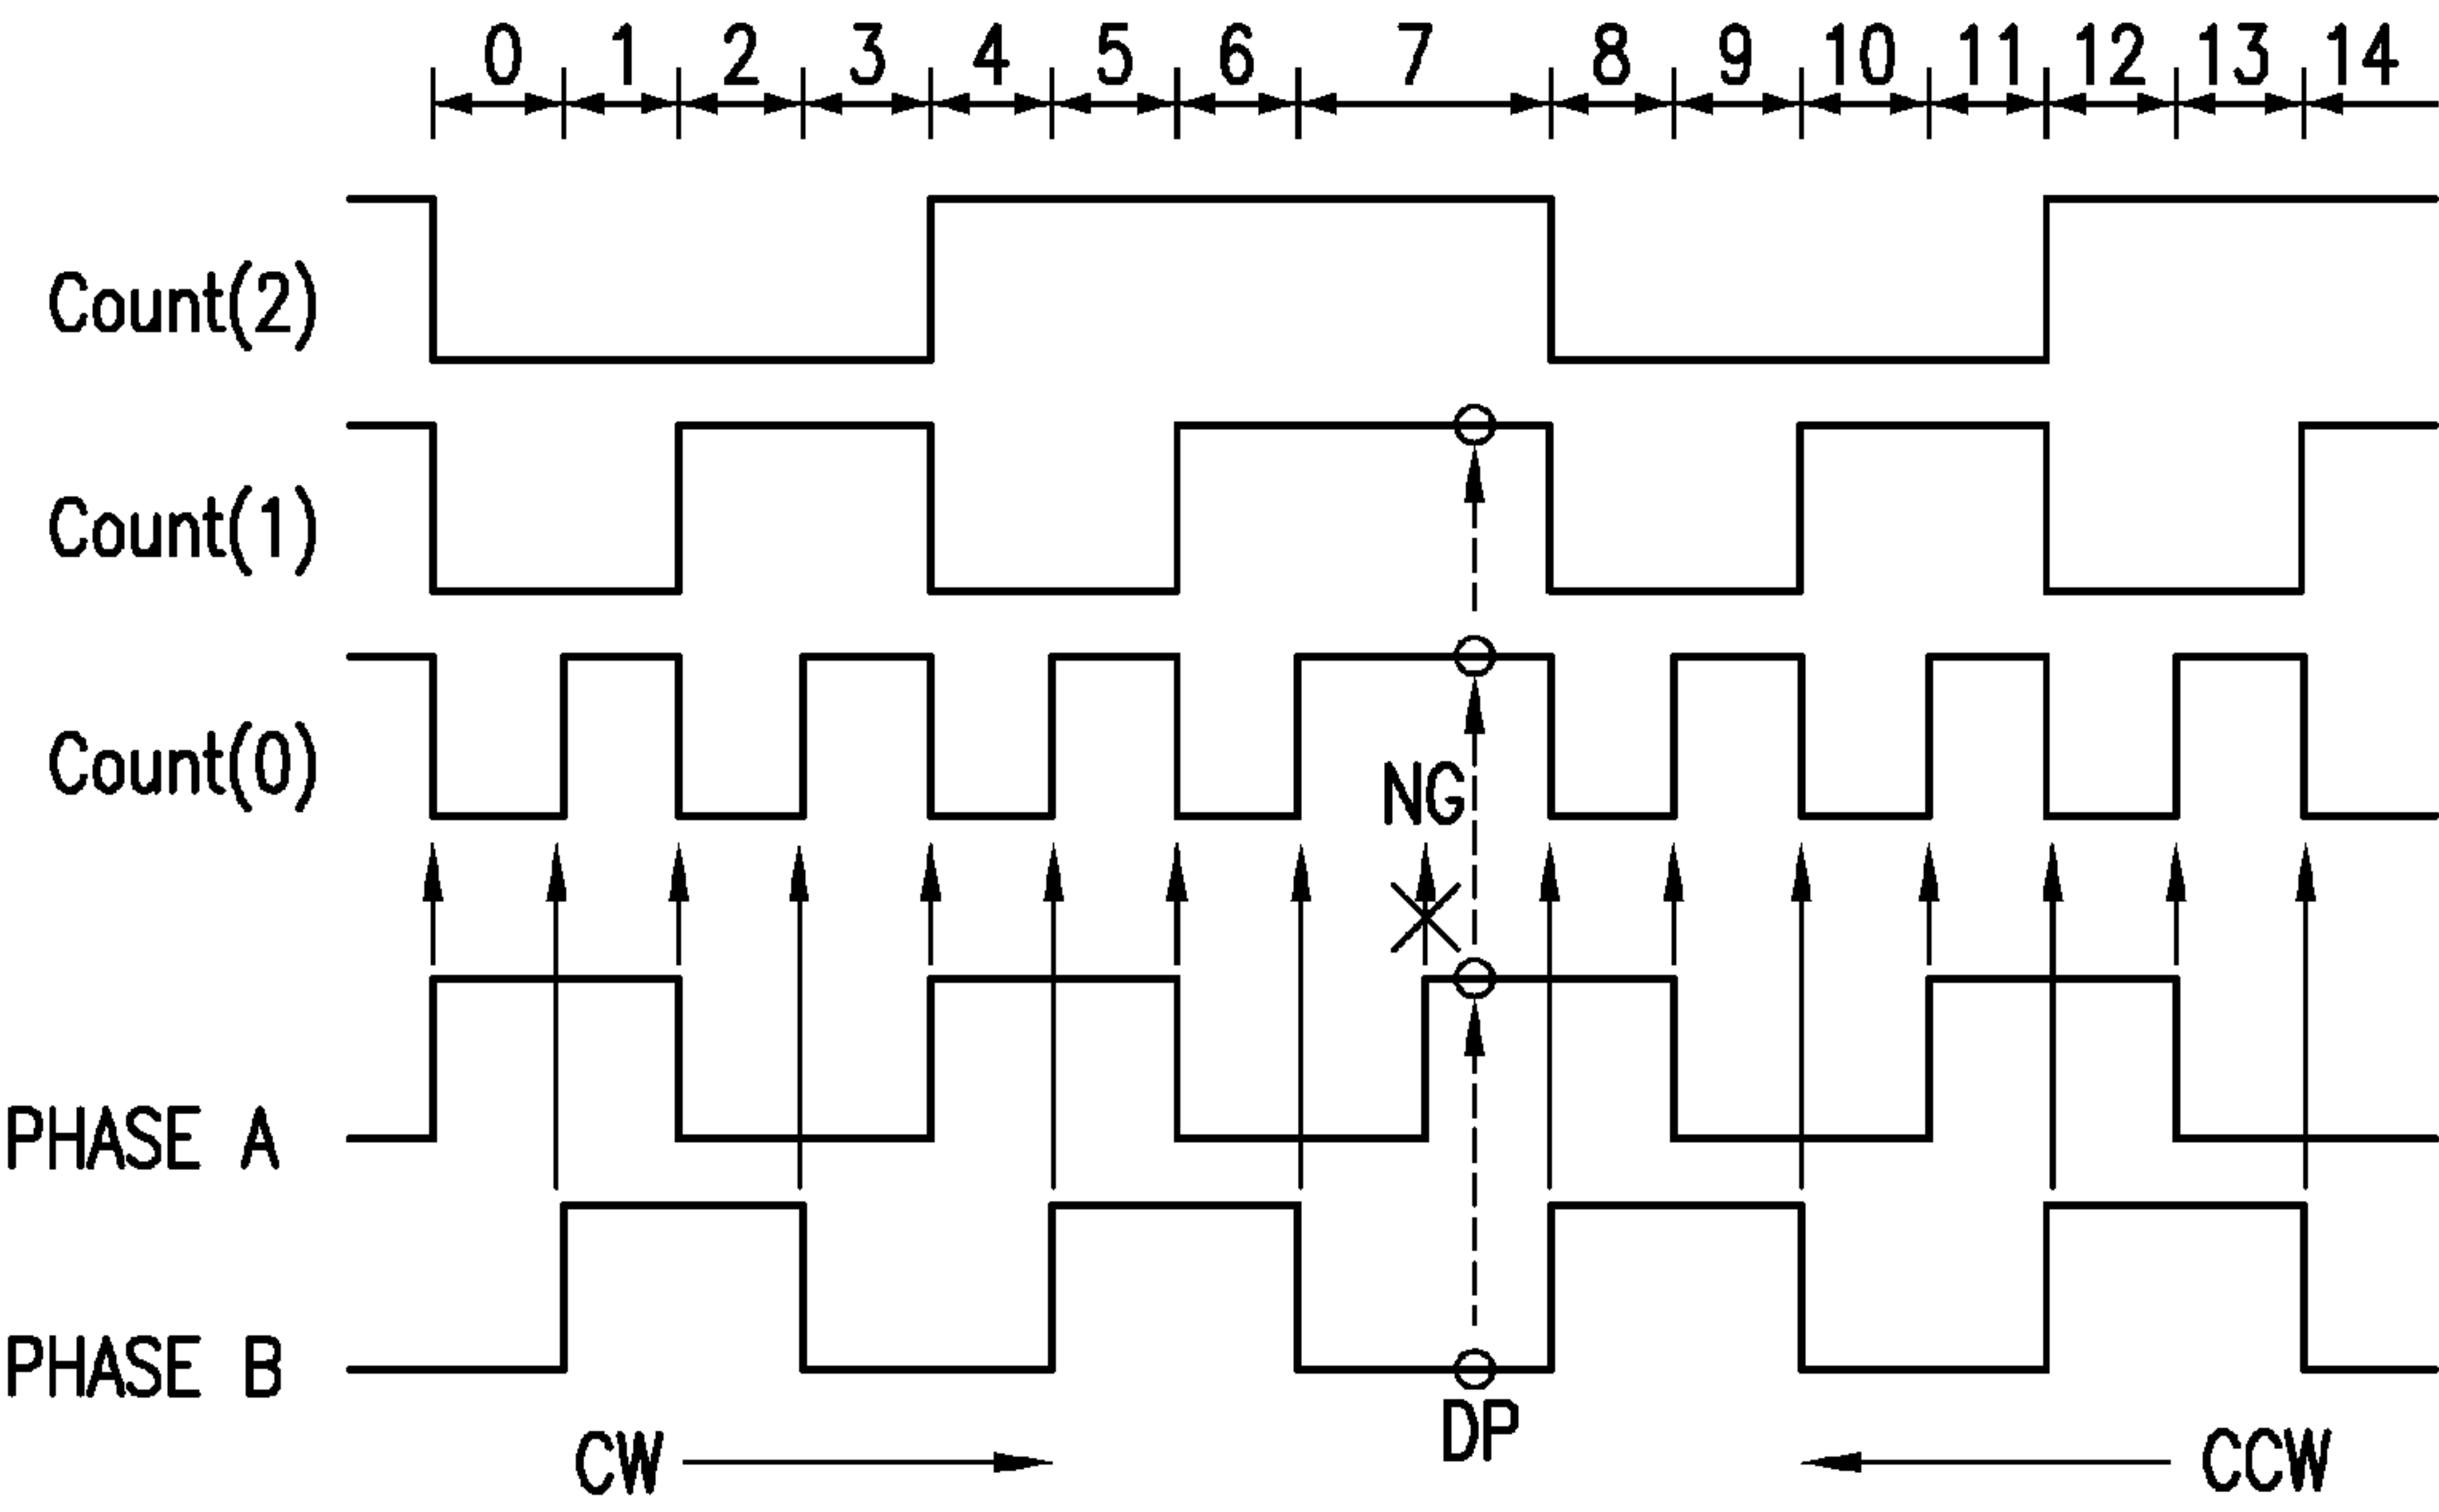 0 1 2 3 4 5 6 7 8 9 10 11 12 13 14
Count(2)
Count(1)
Count(0)
NG
PHASE A
PHASE B
DP
CW
CCW